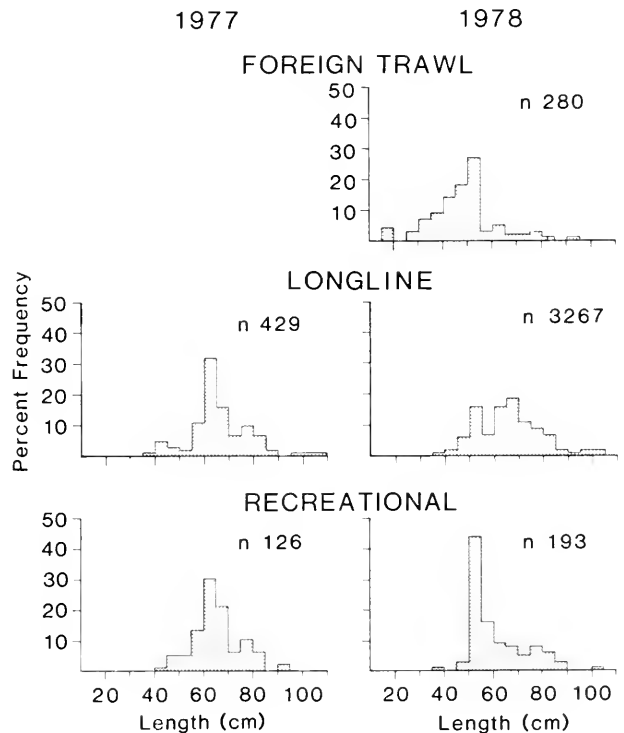 1977 1978
FOREIGN TRAWL
50
40
30
20
10
n 280
LONGLINE
Percent Frequency
50
40
30
20
10
n 429
n 3267
RECREATIONAL
50
40
30
20
10
n 126
n 193
20 40 60 80 100
20 40 60 80 100
Length (cm) Length (cm)